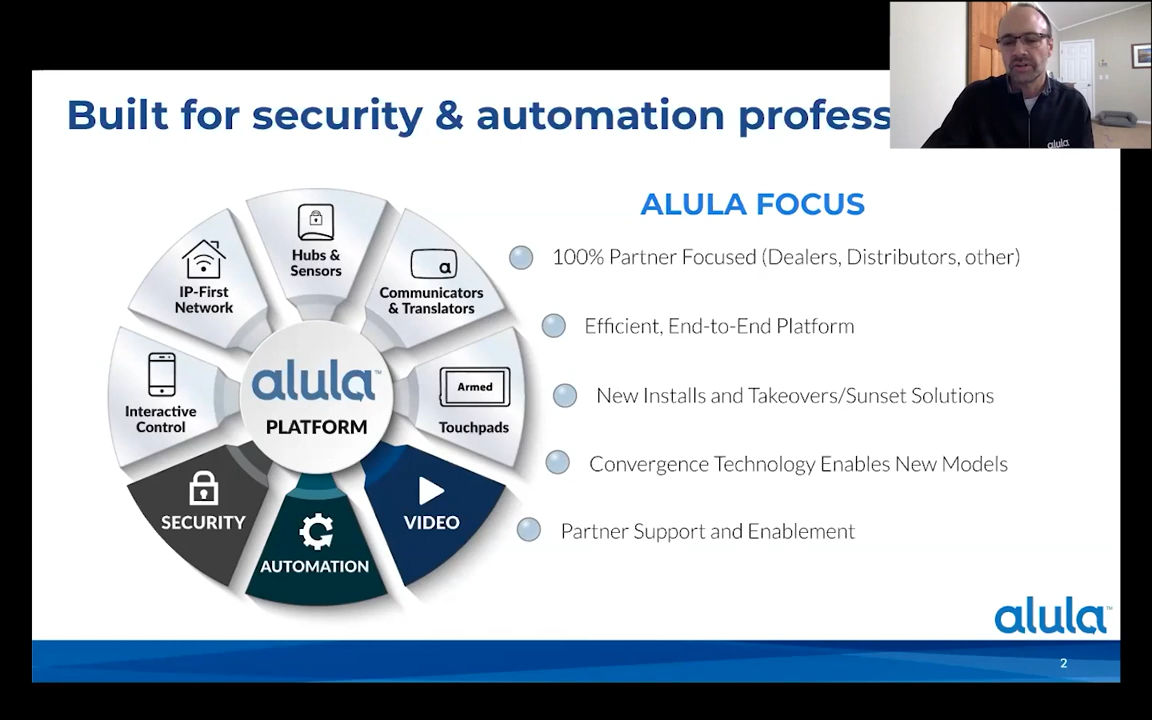 Built for security & automation profess
alula
ALULA FOCUS
Hubs &
Sensors
IP-First
Network
Communicators
& Translators
Interactive
Control
Armed
Touchpads
alula™
PLATFORM
SECURITY
AUTOMATION
VIDEO
100% Partner Focused (Dealers, Distributors, other)
Efficient, End-to-End Platform
New Installs and Takeovers/Sunset Solutions
Convergence Technology Enables New Models
Partner Support and Enablement
alula™
2